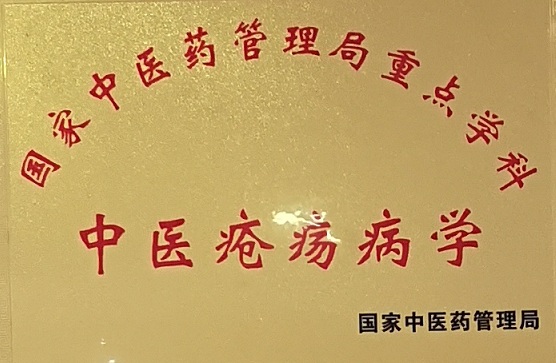 国家中医药管理局重点学科
中医疮疡病学
国家中医药管理局